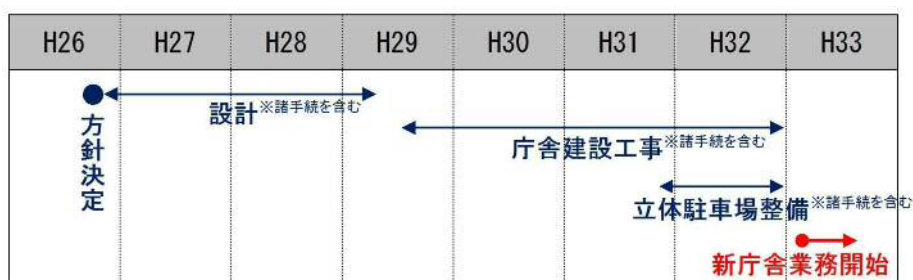 H26 H27 H28 H29 H30 H31 H32 H33
設計※諸手続を含む
方針決定
庁舎建設工事※諸手続を含む
立体駐車場整備※諸手続を含む
新庁舎業務開始